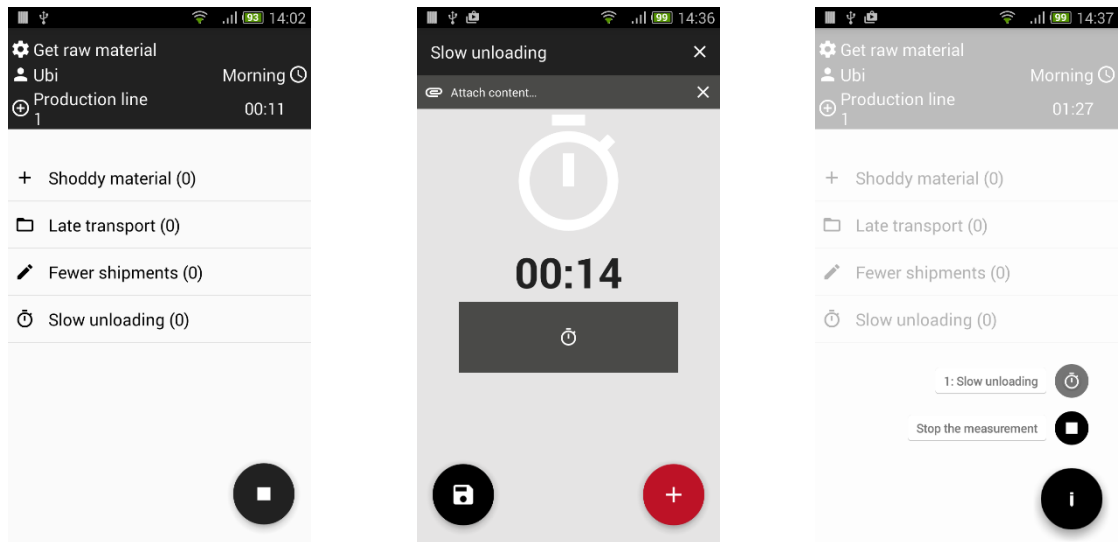 93 14:02
Get raw material
Ubi Morning
Production line
1 00:11
Shoddy material (0)
Late transport (0)
Fewer shipments (0)
Slow unloading (0)
99 14:36
Slow unloading
Attach content...
00:14
99 14:37
Get raw material
Ubi Morning
Production line
1 01:27
Shoddy material (0)
Late transport (0)
Fewer shipments (0)
Slow unloading (0)
1: Slow unloading
Stop the measurement